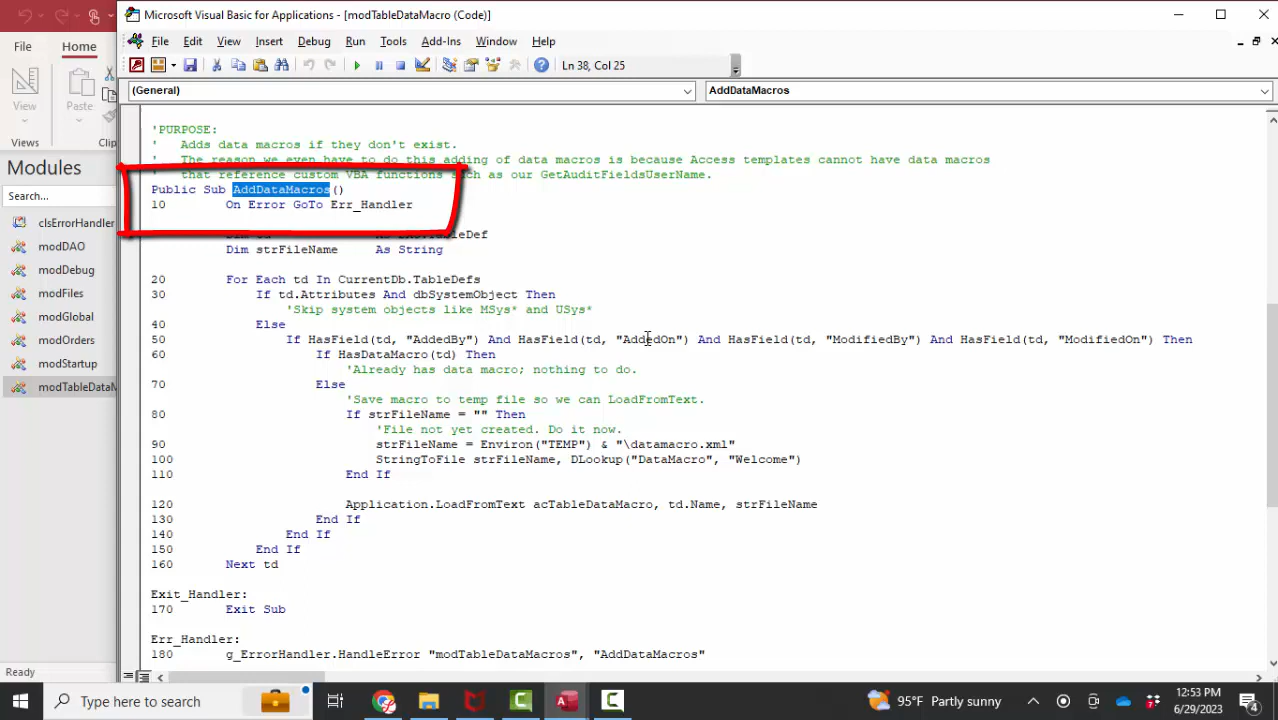 Microsoft Visual Basic for Applications - [modTableDataMacro (Code)]
File Edit View Insert Debug Run Tools Add-Ins Window Help
Ln 38, Col 25
File Home
View
Paste
Views
Clip
Modules
Search...
clsErrorHandler
modDAO
modDebug
modFiles
modGlobal
modOrders
modStartup
modTableDataM
(General) AddDataMacros
'PURPOSE:
' Adds data macros if they don't exist.
' The reason we even have to do this adding of data macros is because Access templates cannot have data macros
' that reference custom VBA functions such as our GetAuditFieldsUserName.
Public Sub AddDataMacros()
10 On Error GoTo Err_Handler
Dim td As DAO.TableDef
Dim strFileName As String
20 For Each td In CurrentDb.TableDefs
30 If td.Attributes And dbSystemObject Then
'Skip system objects like MSys* and USys*
40 Else
50 If HasField(td, "AddedBy") And HasField(td, "AddedOn") And HasField(td, "ModifiedBy") And HasField(td, "ModifiedOn") Then
60 If HasDataMacro(td) Then
'Already has data macro; nothing to do.
70 Else
'Save macro to temp file so we can LoadFromText.
80 If strFileName = "" Then
'File not yet created. Do it now.
90 strFileName = Environ("TEMP") & "\datamacro.xml"
100 StringToFile strFileName, DLookup("DataMacro", "Welcome")
110 End If
120 Application.LoadFromText acTableDataMacro, td.Name, strFileName
130 End If
140 End If
150 End If
160 Next td
Exit_Handler:
170 Exit Sub
Err_Handler:
180 g_ErrorHandler.HandleError "modTableDataMacros", "AddDataMacros"
Ready
Type here to search
95°F Partly sunny
12:53 PM
6/29/2023
4